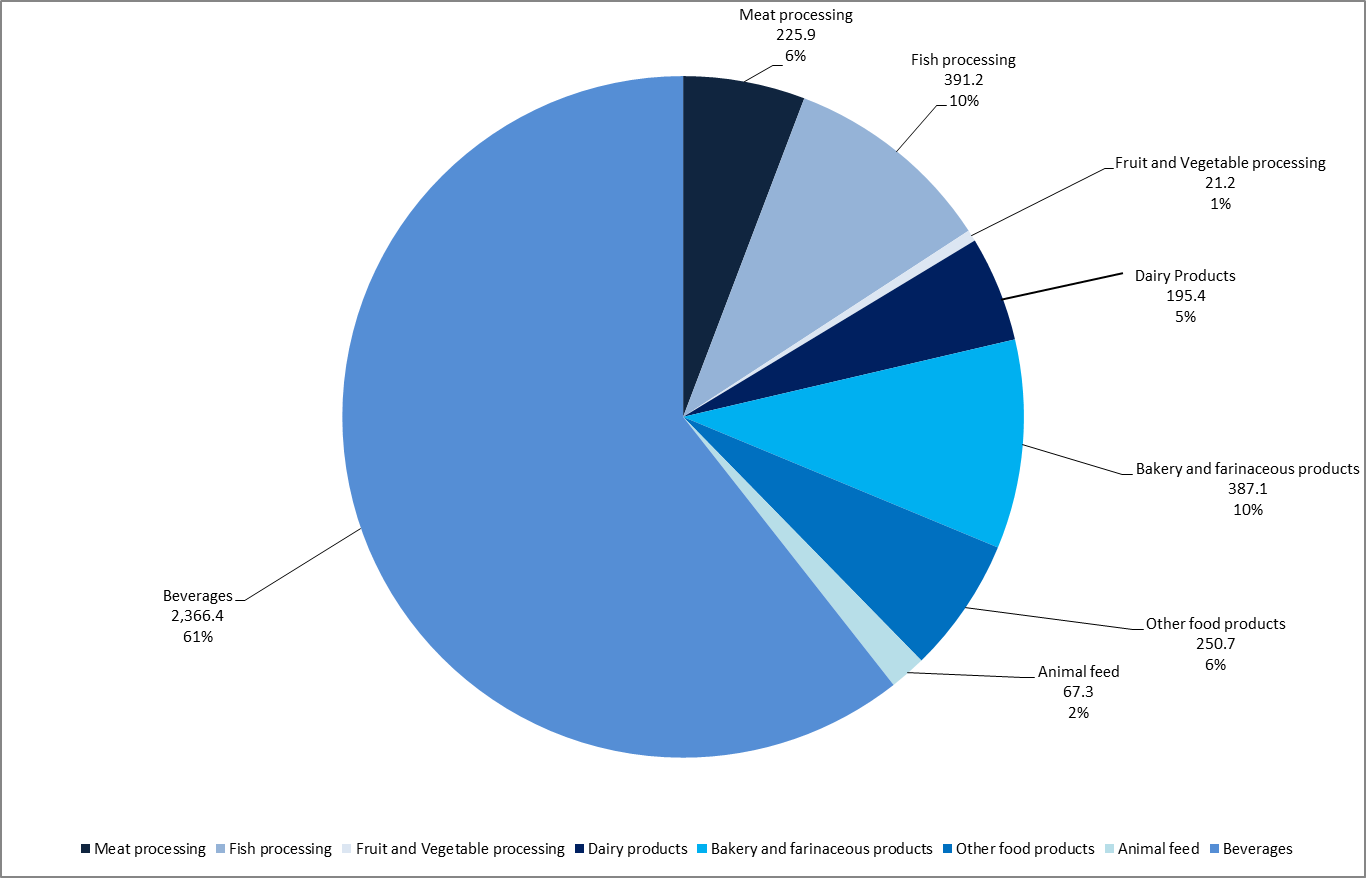 Meat processing
225.9
6%
Fish processing
391.2
10%
Fruit and Vegetable processing
21.2
1%
Dairy Products
195.4
5%
Bakery and farinaceous products
387.1
10%
Other food products
250.7
6%
Animal feed
67.3
2%
Beverages
2,366.4
61%
Meat processing Fish processing Fruit and Vegetable processing Dairy products Bakery and farinaceous products Other food products Animal feed Beverages